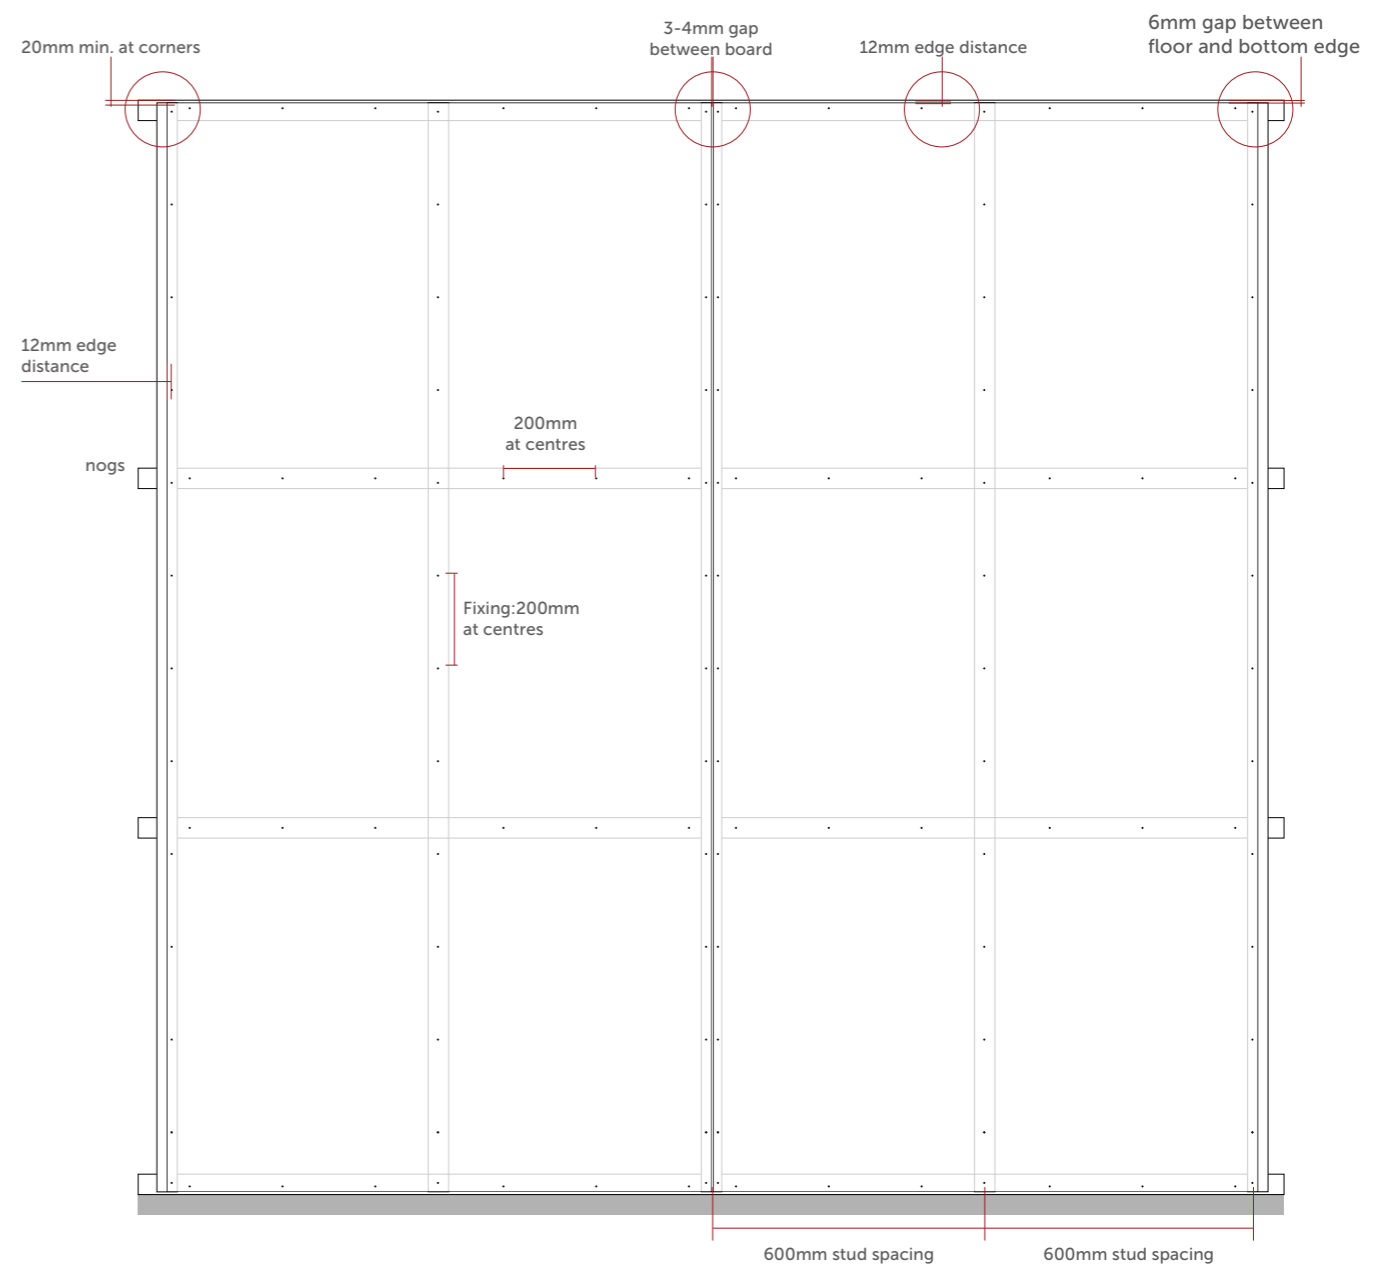 20mm min. at corners
3-4mm gap
between board
12mm edge distance
6mm gap between
floor and bottom edge
12mm edge
distance
200mm
at centres
nogs
Fixing:200mm
at centres
600mm stud spacing
600mm stud spacing